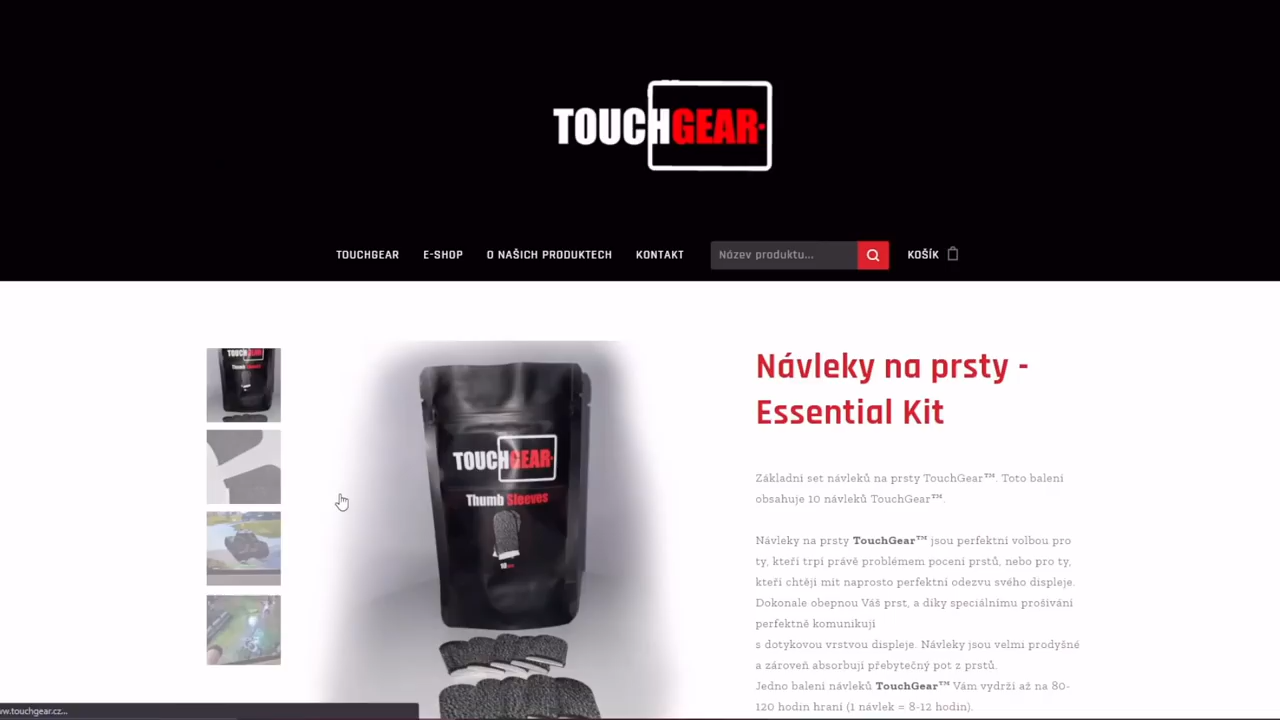 TOUCHGEAR
TOUCHGEAR
E-SHOP
O NAŠICH PRODUKTECH
KONTAKT
Název produktu...
KOŠÍK
TOUCHGEAR
Thumb Sleeves
TOUCHGEAR
Thumb Sleeves
Návleky na prsty -
Essential Kit
Základní set návleků na prsty TouchGear™. Toto balení
obsahuje 10 návleků TouchGear™.
Návleky na prsty TouchGear™ jsou perfektní volbou pro
ty, kteří trpí právě problémem pocení prstů, nebo pro ty,
kteří chtějí mít naprosto perfektní odezvu svého displeje.
Dokonale obepnou Váš prst, a díky speciálnímu prošívání
perfektně komunikují
s dotykovou vrstvou displeje. Návleky jsou velmi prodyšné
a zároveň absorbují přebytečný pot z prstů.
Jedno balení návleků TouchGear™ Vám vydrží až na 80-
120 hodin hraní (1 návlek = 8-12 hodin).
ww.touchgear.cz...